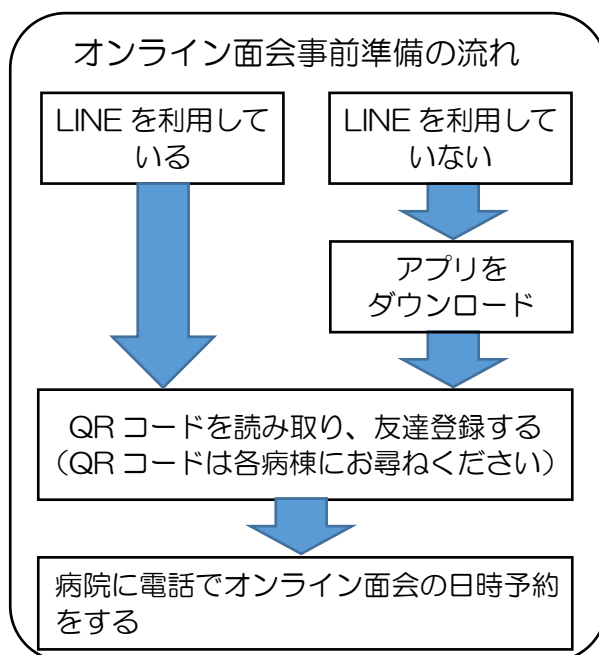 オンライン面会事前準備の流れ
LINE を利用して
いる
LINE を利用して
いない
アプリを
ダウンロード
QR コードを読み取り、友達登録する
（QR コードは各病棟にお尋ねください）
病院に電話でオンライン面会の日時予約
をする